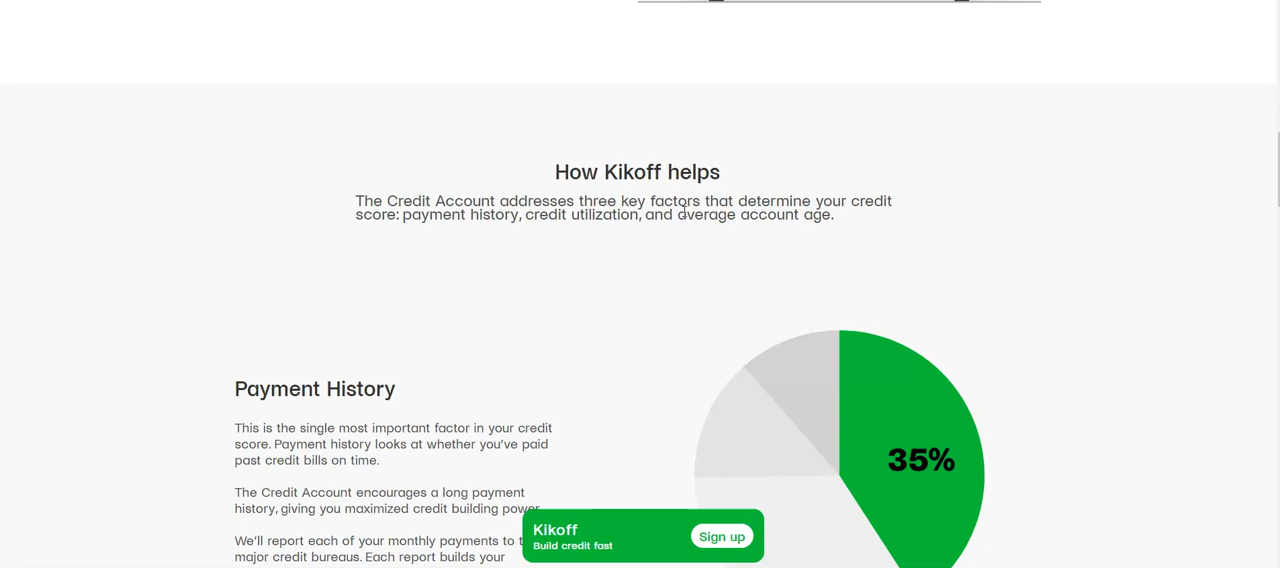 How Kikoff helps
The Credit Account addresses three key factors that determine your credit
score: payment history, credit utilization, and average account age.
Payment History
This is the single most important factor in your credit
score. Payment history looks at whether you've paid
past credit bills on time.
The Credit Account encourages a long payment
history, giving you maximized credit building power.
We'll report each of your monthly payments to
major credit bureaus. Each report builds your
35%
Kikoff
Build credit fast
Sign up